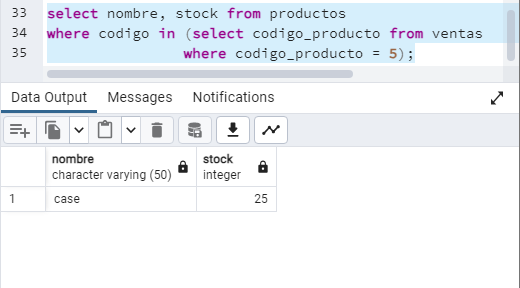 33 select nombre, stock from productos
34 where codigo in (select codigo_producto from ventas
35 where codigo_producto = 5);
Data Output Messages Notifications
nombre stock
character varying (50) integer
1 case 25